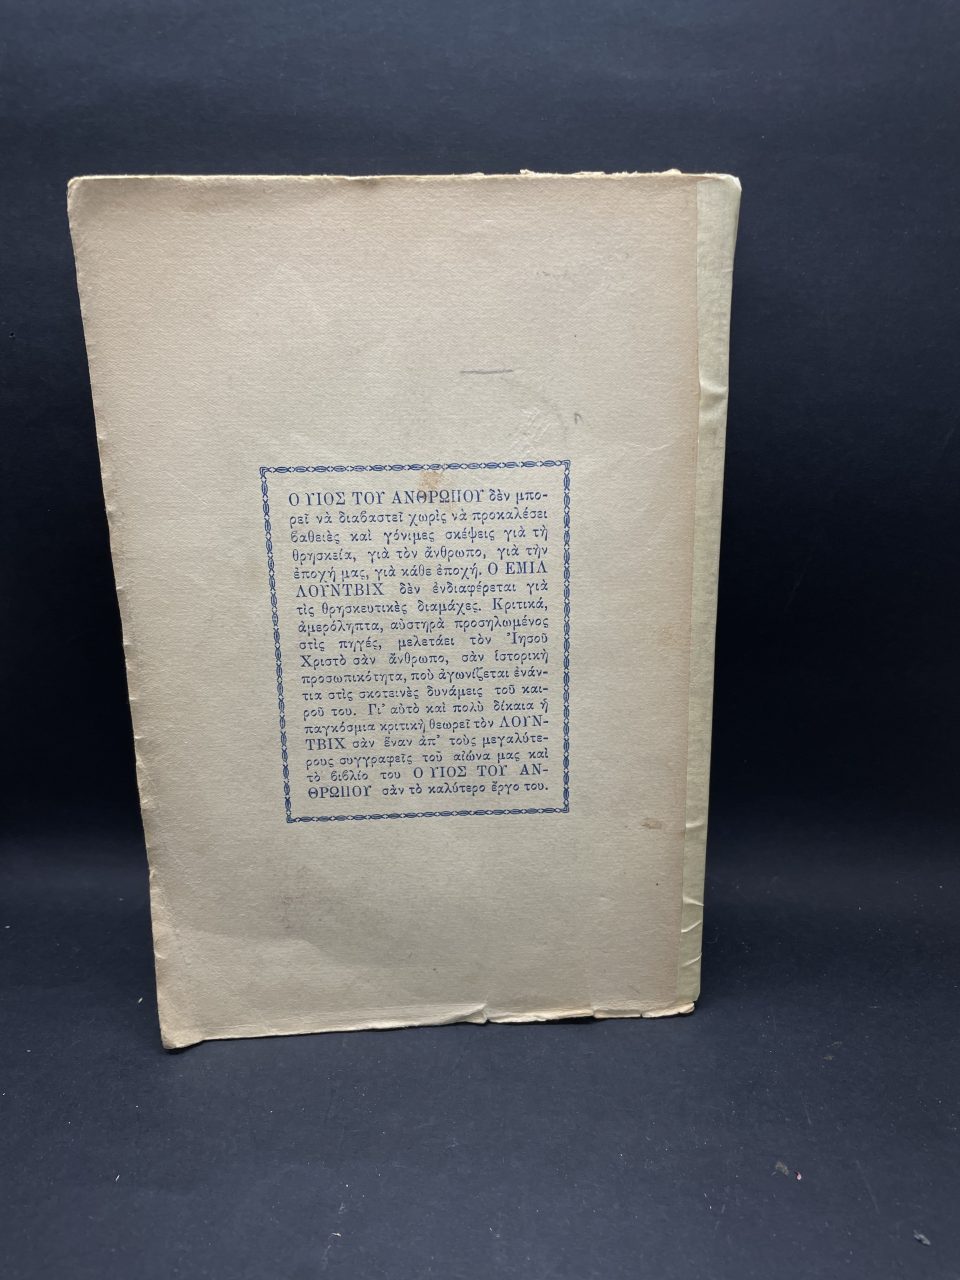 Ο ΥΙΟΣ ΤΟΥ ΑΝΘΡΩΠΟΥ δὲν μπο-
ρεῖ νὰ διαβαστεῖ χωρὶς νὰ προκαλέσει
βαθειὲς καὶ γόνιμες σκέψεις γιὰ τὴ
θρησκεία, γιὰ τὸν ἄνθρωπο, γιὰ τὴν
ἐποχή μας, γιὰ κάθε ἐποχή. Ο ΕΜΙΛ
ΛΟΥΝΤΒΙΧ δὲν ἐνδιαφέρεται γιὰ
τὶς θρησκευτικὲς διαμάχες. Κριτικά,
ἀμερόληπτα, αὐστηρὰ προσηλωμένος
στὶς πηγές, μελετάει τὸν Ἰησοῦ
Χριστὸ σὰν ἄνθρωπο, σὰν ἱστορικὴ
προσωπικότητα, ποὺ ἀγωνίζεται ἐνάν-
τια στὶς σκοτεινὲς δυνάμεις τοῦ και-
ροῦ του. Γι' αὐτὸ καὶ πολὺ δίκαια ἡ
παγκόσμια κριτικὴ θεωρεῖ τὸν ΛΟΥΝ-
ΤΒΙΧ σὰν ἕναν ἀπ' τοὺς μεγαλύτε-
ρους συγγραφεῖς τοῦ αἰώνα μας καὶ
τὸ βιβλίο του Ο ΥΙΟΣ ΤΟΥ ΑΝ-
ΘΡΩΠΟΥ σὰν τὸ καλύτερο ἔργο του.